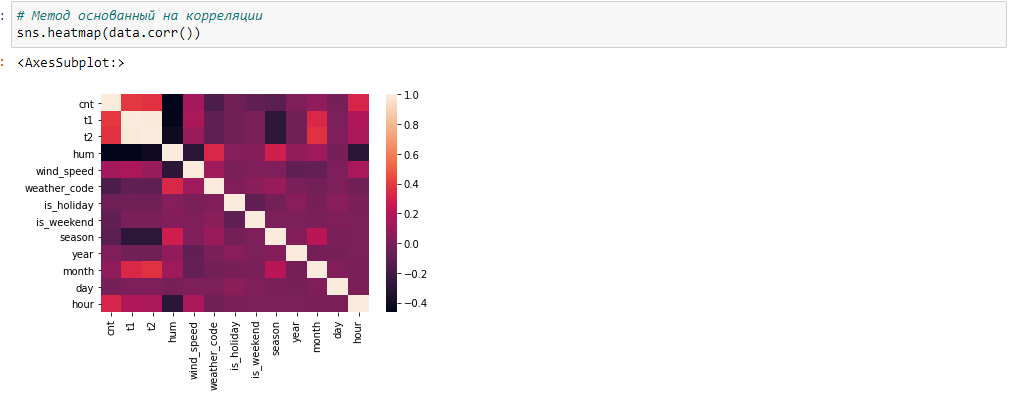 :
# Метод основанный на корреляции
sns.heatmap(data.corr())
:
<AxesSubplot:>
cnt
t1
t2
hum
wind_speed
weather_code
is_holiday
is_weekend
season
year
month
day
hour
1.0
0.8
0.6
0.4
0.2
0.0
−0.2
−0.4
cnt
t1
t2
hum
wind_speed
weather_code
is_holiday
is_weekend
season
year
month
day
hour